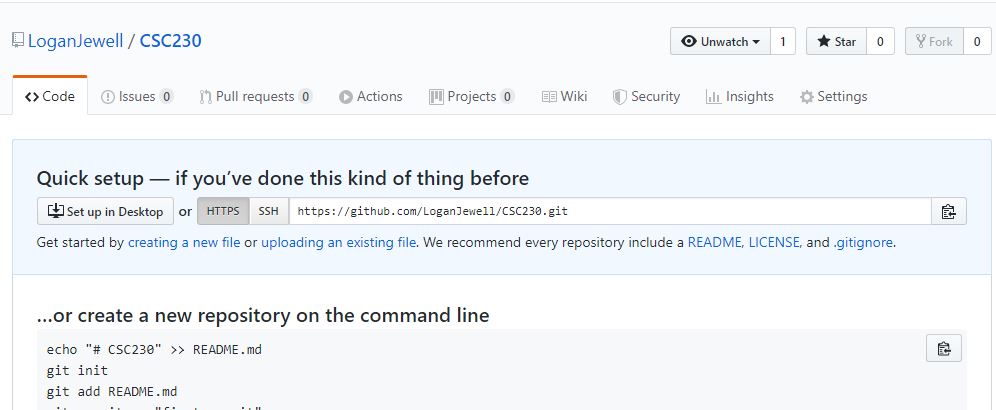 LoganJewell / CSC230
Unwatch 1 Star 0 Fork 0
Code Issues 0 Pull requests 0 Actions Projects 0 Wiki Security Insights Settings
Quick setup — if you’ve done this kind of thing before
Set up in Desktop or HTTPS SSH https://github.com/LoganJewell/CSC230.git
Get started by creating a new file or uploading an existing file. We recommend every repository include a README, LICENSE, and .gitignore.
…or create a new repository on the command line
echo "# CSC230" >> README.md
git init
git add README.md